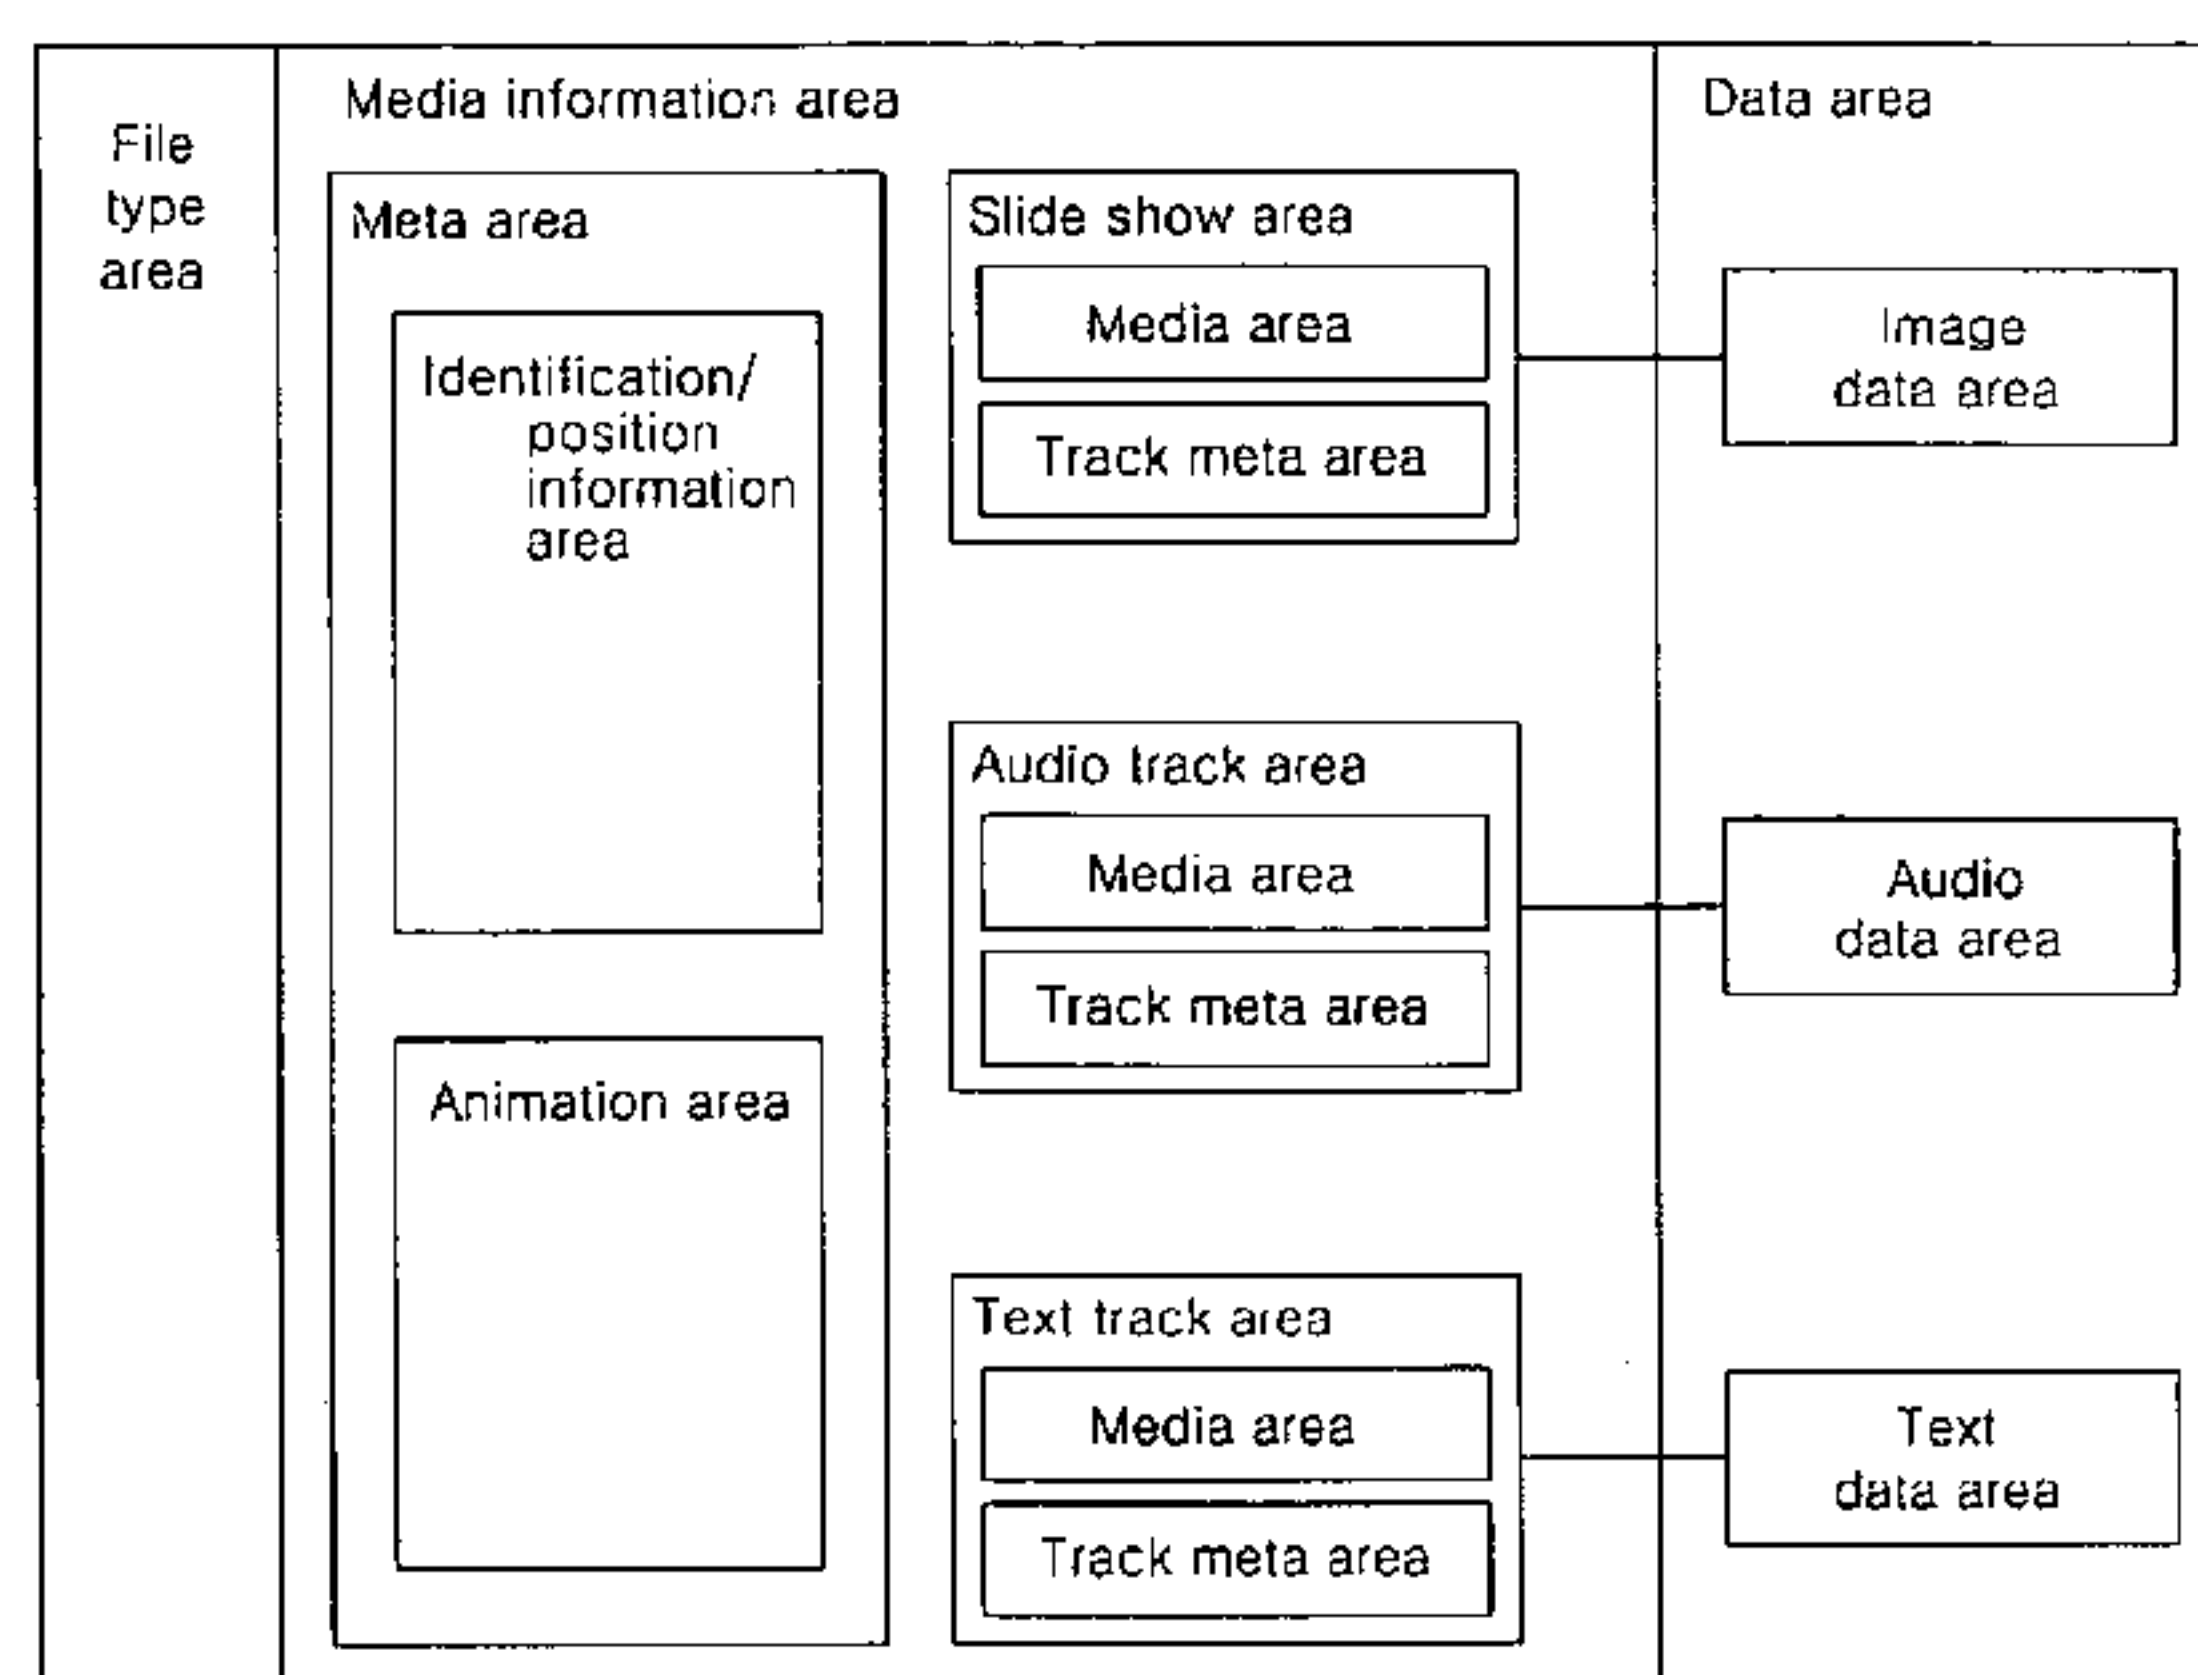 File
type
area
Media information area
Meta area
Identification/
position
information
area
Animation area
Slide show area
Media area
Track meta area
Audio track area
Media area
Track meta area
Text track area
Media area
Track meta area
Data area
Image
data area
Audio
data area
Text
data area